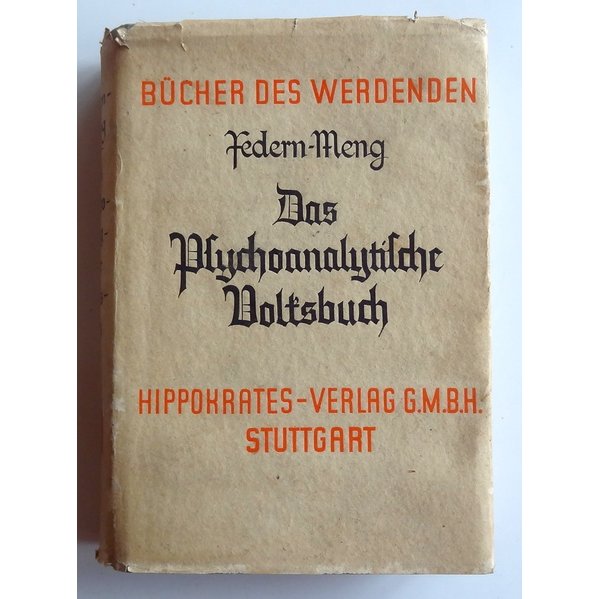 BÜCHER DES WERDENDEN
Federn-Meng
Das
Pſychoanalytiſche
Volksbuch
HIPPOKRATES-VERLAG G.M.B.H.
STUTTGART